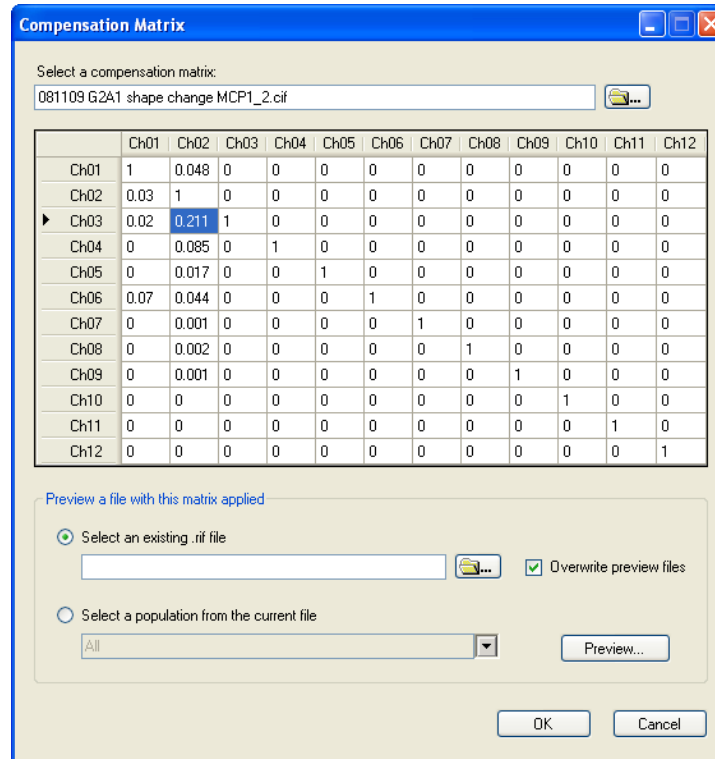 Compensation Matrix
Select a compensation matrix:
081109 G2A1 shape change MCP1_2.cif
...
Ch01 Ch02 Ch03 Ch04 Ch05 Ch06 Ch07 Ch08 Ch09 Ch10 Ch11 Ch12
Ch01 1 0.048 0 0 0 0 0 0 0 0 0 0
Ch02 0.03 1 0 0 0 0 0 0 0 0 0 0
Ch03 0.02 0.211 1 0 0 0 0 0 0 0 0 0
Ch04 0 0.085 0 1 0 0 0 0 0 0 0 0
Ch05 0 0.017 0 0 1 0 0 0 0 0 0 0
Ch06 0.07 0.044 0 0 0 1 0 0 0 0 0 0
Ch07 0 0.001 0 0 0 0 1 0 0 0 0 0
Ch08 0 0.002 0 0 0 0 0 1 0 0 0 0
Ch09 0 0.001 0 0 0 0 0 0 1 0 0 0
Ch10 0 0 0 0 0 0 0 0 0 1 0 0
Ch11 0 0 0 0 0 0 0 0 0 0 1 0
Ch12 0 0 0 0 0 0 0 0 0 0 0 1
Preview a file with this matrix applied
Select an existing .rif file
... Overwrite preview files
Select a population from the current file
All Preview...
OK Cancel